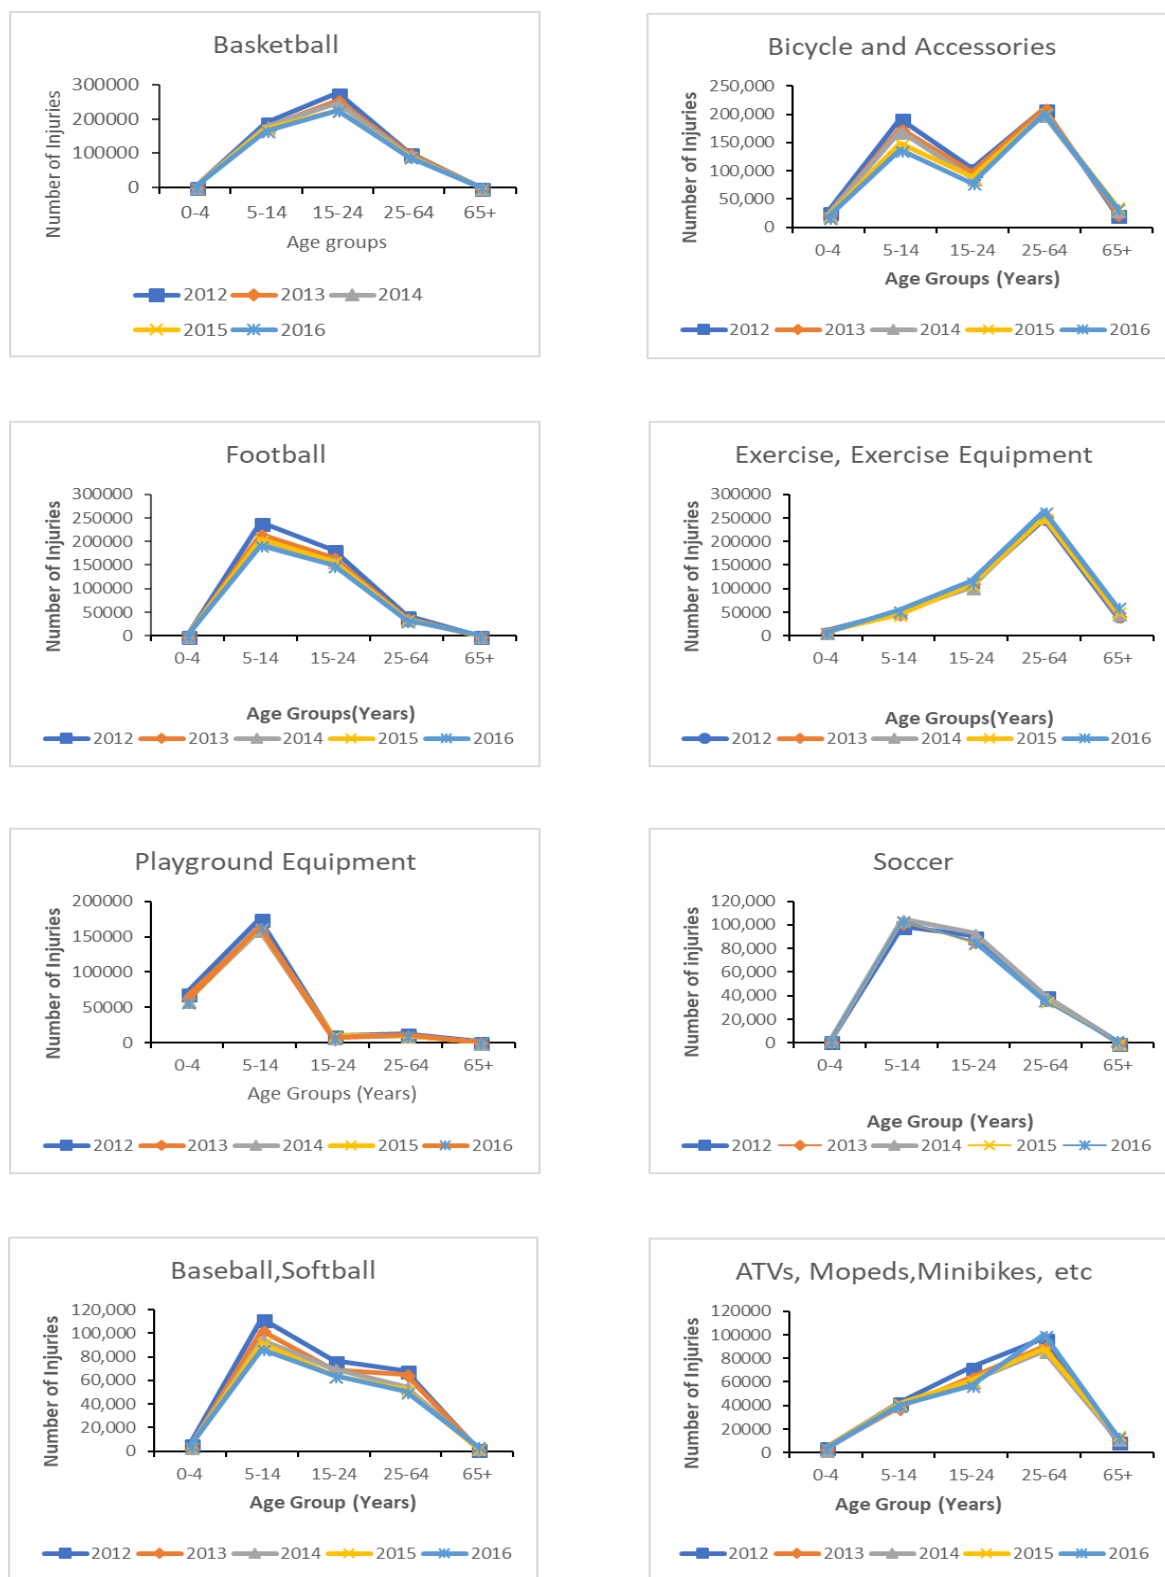 Basketball
Number of Injuries
300000
200000
100000
0
0-4 5-14 15-24 25-64 65+
Age groups
2012 2013 2014
2015 2016
Bicycle and Accessories
Number of Injuries
250,000
200,000
150,000
100,000
50,000
0
0-4 5-14 15-24 25-64 65+
Age Groups (Years)
2012 2013 2014 2015 2016
Football
Number of Injuries
300000
250000
200000
150000
100000
50000
0
0-4 5-14 15-24 25-64 65+
Age Groups(Years)
2012 2013 2014 2015 2016
Exercise, Exercise Equipment
Number of Injuries
300000
250000
200000
150000
100000
50000
0
0-4 5-14 15-24 25-64 65+
Age Groups(Years)
2012 2013 2014 2015 2016
Playground Equipment
Number of Injuries
200000
150000
100000
50000
0
0-4 5-14 15-24 25-64 65+
Age Groups (Years)
2012 2013 2014 2015 2016
Soccer
Number of injuries
120,000
100,000
80,000
60,000
40,000
20,000
0
0-4 5-14 15-24 25-64 65+
Age Group (Years)
2012 2013 2014 2015 2016
Baseball,Softball
Number of Injuries
120,000
100,000
80,000
60,000
40,000
20,000
0
0-4 5-14 15-24 25-64 65+
Age Group (Years)
2012 2013 2014 2015 2016
ATVs, Mopeds,Minibikes, etc
Number of Injuries
120000
100000
80000
60000
40000
20000
0
0-4 5-14 15-24 25-64 65+
Age Group (Years)
2012 2013 2014 2015 2016